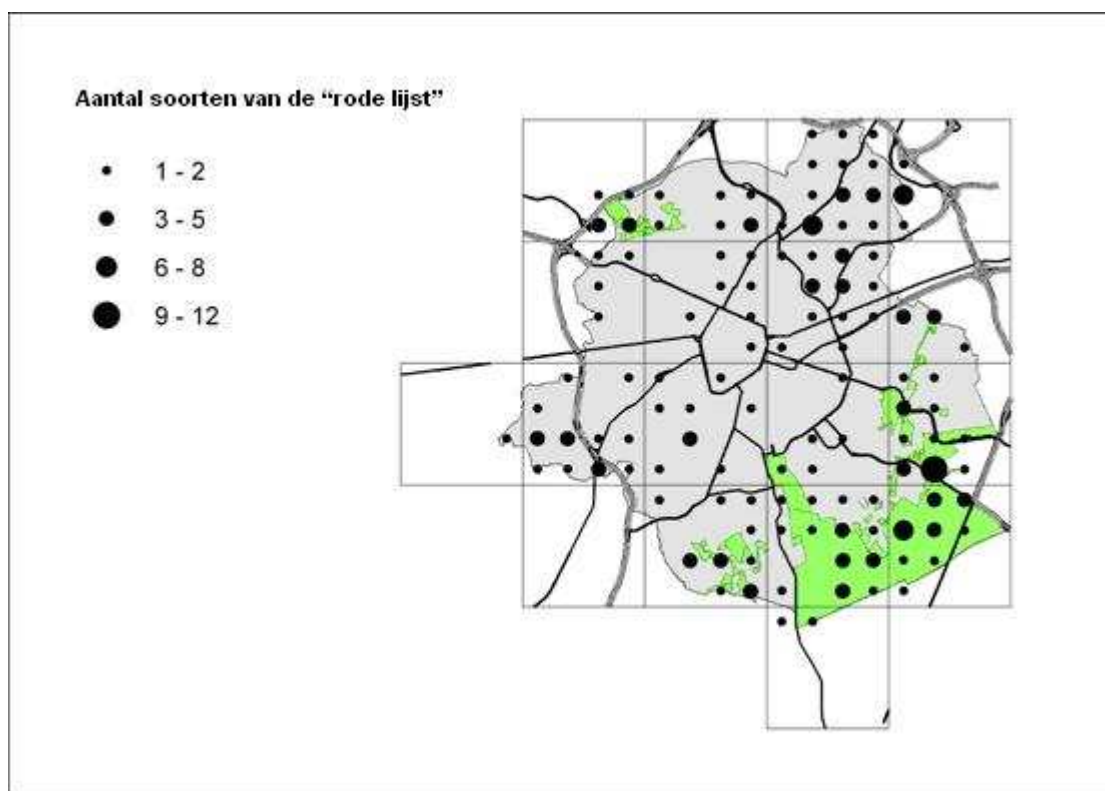 Aantal soorten van de “rode lijst”
1 - 2
3 - 5
6 - 8
9 - 12